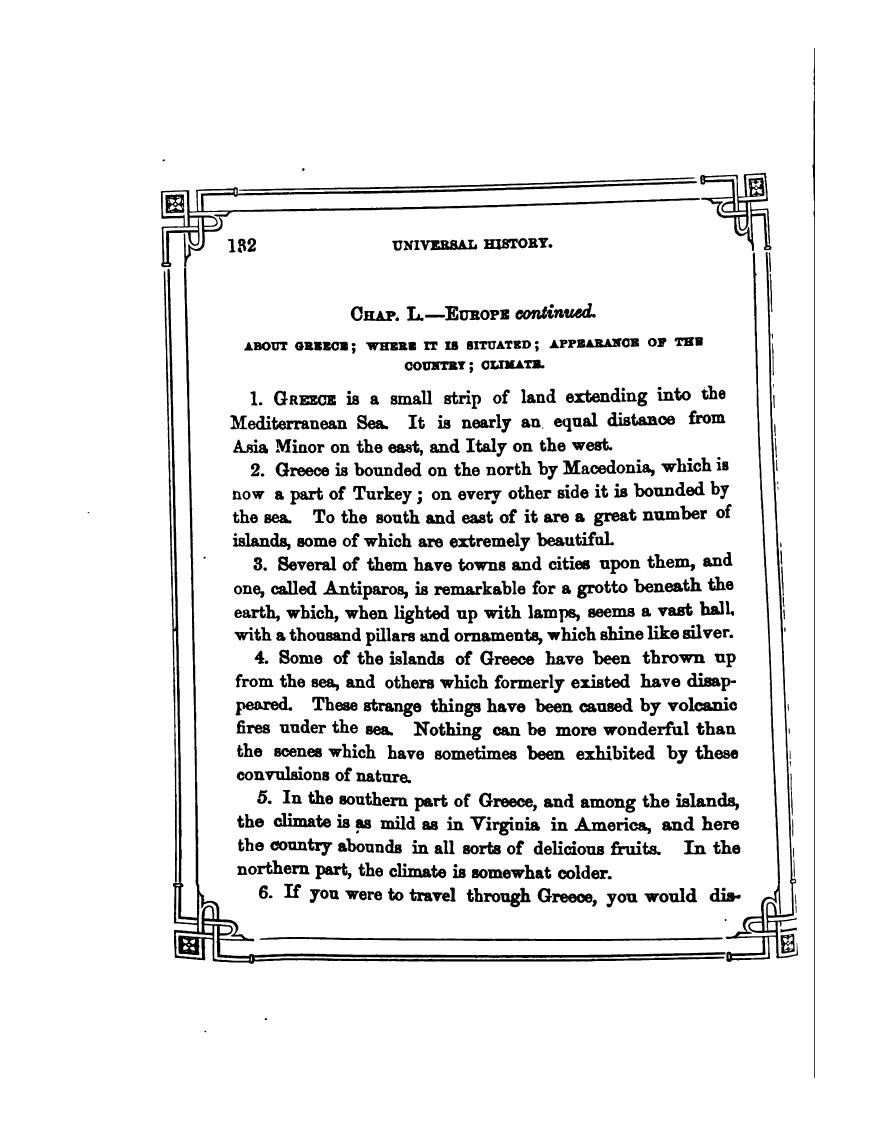 132 UNIVERSAL HISTORY.
CHAP. L.—EUROPE continued.
ABOUT GREECE; WHERE IT IS SITUATED; APPEARANCE OF THE
COUNTRY; CLIMATE.
1. GREECE is a small strip of land extending into the
Mediterranean Sea. It is nearly an equal distance from
Asia Minor on the east, and Italy on the west.
2. Greece is bounded on the north by Macedonia, which is
now a part of Turkey; on every other side it is bounded by
the sea. To the south and east of it are a great number of
islands, some of which are extremely beautiful.
3. Several of them have towns and cities upon them, and
one, called Antiparos, is remarkable for a grotto beneath the
earth, which, when lighted up with lamps, seems a vast hall,
with a thousand pillars and ornaments, which shine like silver.
4. Some of the islands of Greece have been thrown up
from the sea, and others which formerly existed have disap-
peared. These strange things have been caused by volcanic
fires under the sea. Nothing can be more wonderful than
the scenes which have sometimes been exhibited by these
convulsions of nature.
5. In the southern part of Greece, and among the islands,
the climate is as mild as in Virginia in America, and here
the country abounds in all sorts of delicious fruits. In the
northern part, the climate is somewhat colder.
6. If you were to travel through Greece, you would dis-